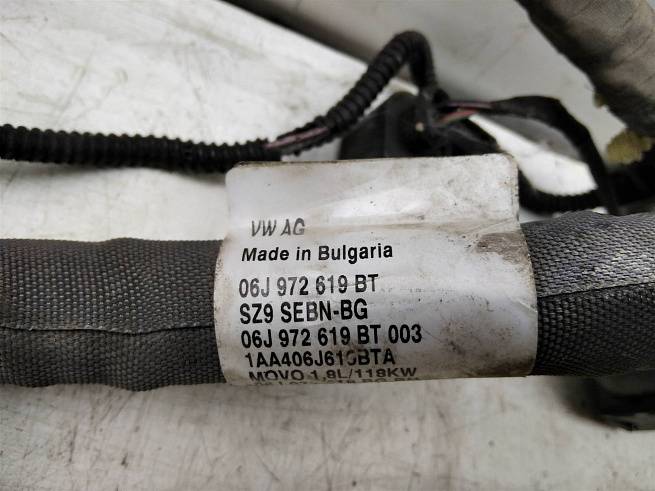 VW AG
Made in Bulgaria
06J 972 619 BT
SZ9 SEBN-BG
06J 972 619 BT 003
1AA406J619BTA
MOVO 1,8L/118KW